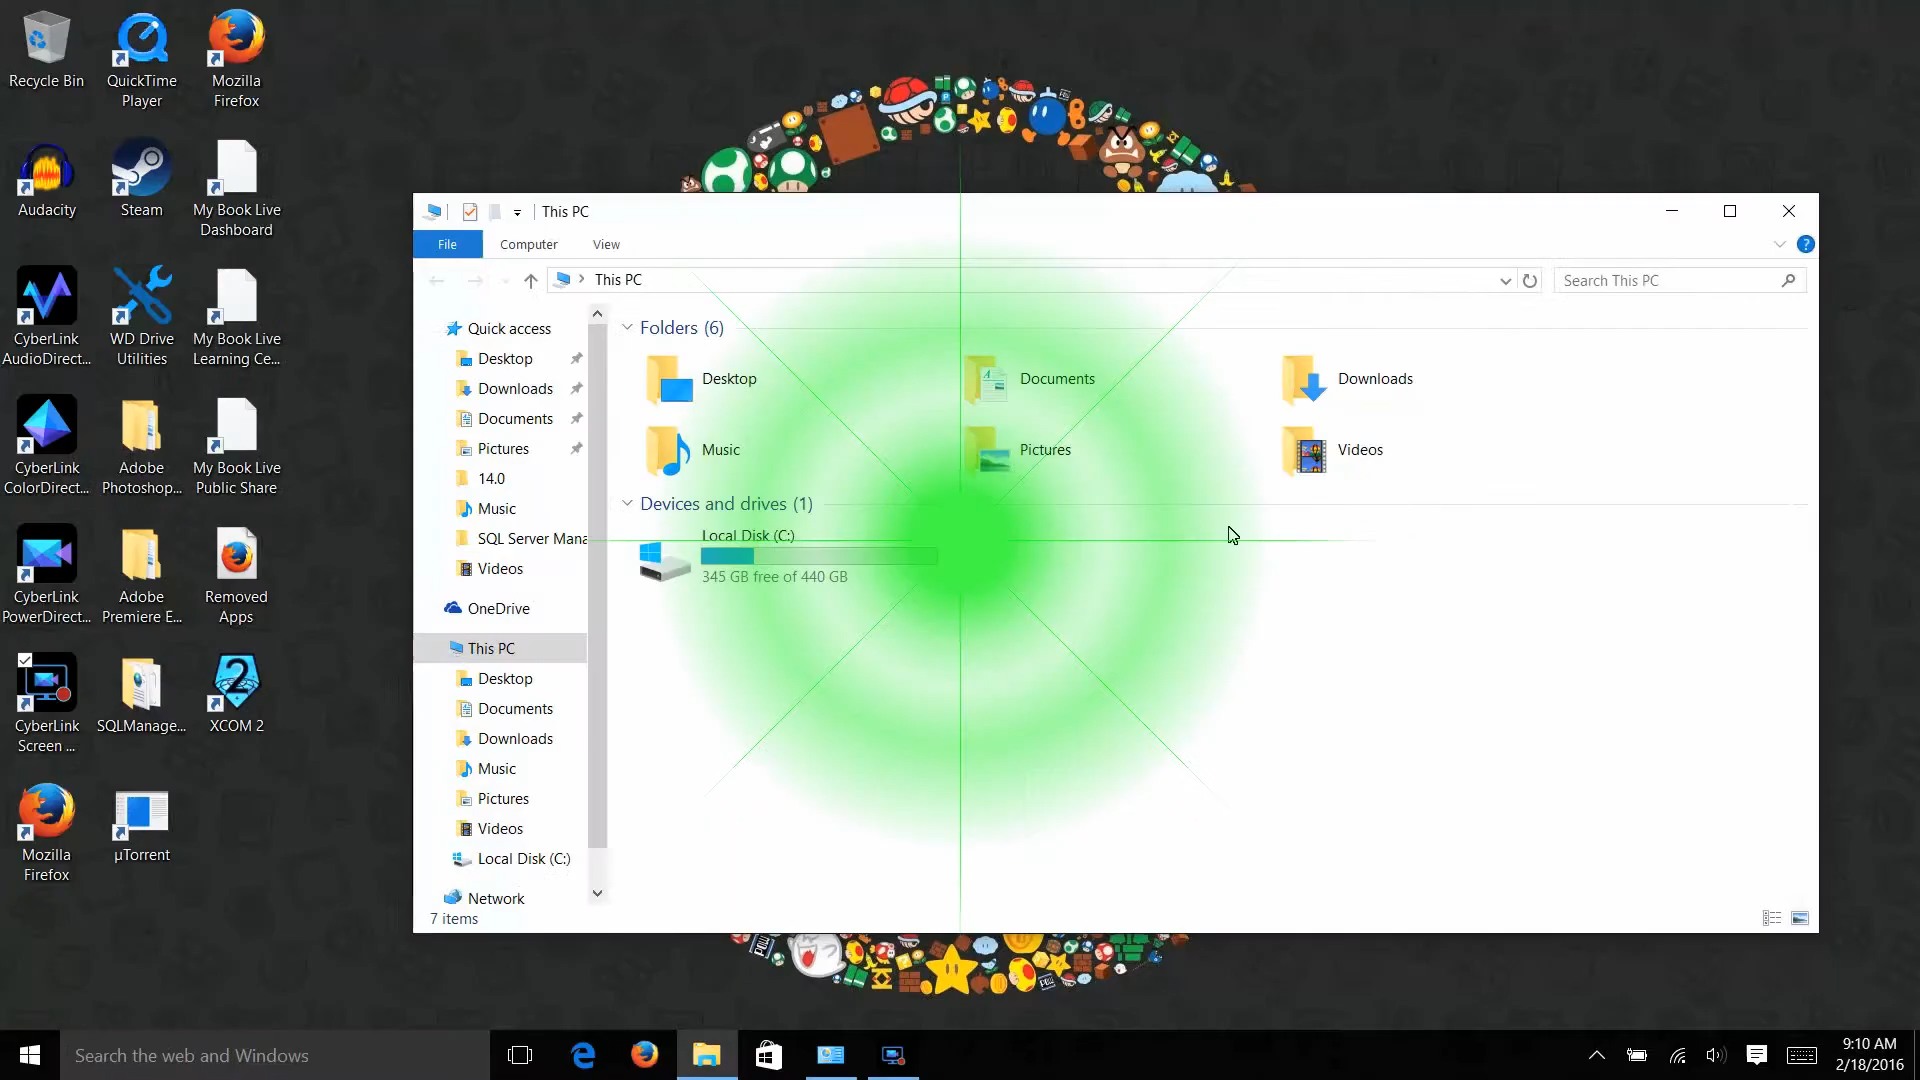 Recycle Bin
QuickTime
Player
Mozilla
Firefox
Audacity
Steam
My Book Live
Dashboard
CyberLink
AudioDirect...
WD Drive
Utilities
My Book Live
Learning Ce...
CyberLink
ColorDirect...
Adobe
Photoshop...
My Book Live
Public Share
CyberLink
PowerDirect...
Adobe
Premiere E...
Removed
Apps
CyberLink
Screen ...
SQLManage...
XCOM 2
Mozilla
Firefox
µTorrent
This PC
File
Computer
View
?
This PC
Search This PC
Quick access
Desktop
Downloads
Documents
Pictures
14.0
Music
SQL Server Mana
Videos
OneDrive
This PC
Desktop
Documents
Downloads
Music
Pictures
Videos
Local Disk (C:)
Network
7 items
Folders (6)
Desktop
Documents
Downloads
Music
Pictures
Videos
Devices and drives (1)
Local Disk (C:)
345 GB free of 440 GB
POW
Search the web and Windows
9:10 AM
2/18/2016